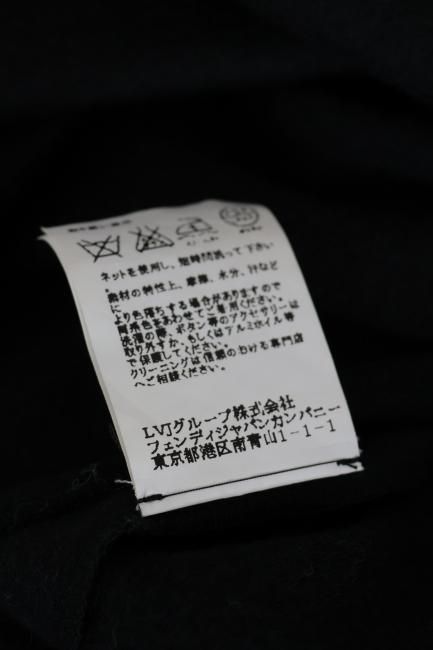 ネットを使用し、短時間洗って下さい
・素材の特性上、摩擦、水分、汗など
により色落ちする場合がありますので
同系色をあわせてご着用ください。
洗濯の際、ボタン等のアクセサリーは
取り外すか、もしくはアルミホイル等
で保護してください。
クリーニングは信頼のおける専門店
へご相談ください。
LVJグループ株式会社
フェンディジャパンカンパニー
東京都港区南青山1-1-1